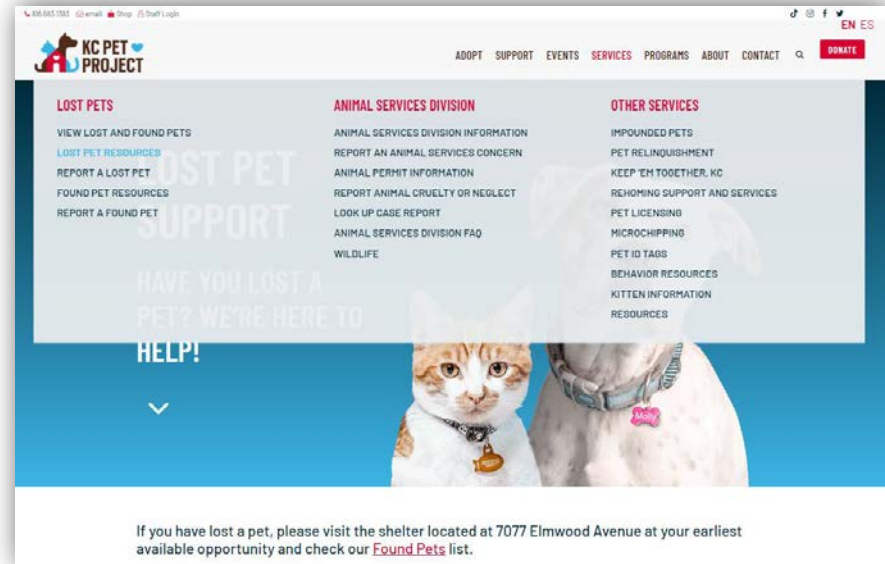 816.683.1383 email Shop Staff Login
EN ES
KC PET
PROJECT
ADOPT SUPPORT EVENTS SERVICES PROGRAMS ABOUT CONTACT DONATE
LOST PETS
VIEW LOST AND FOUND PETS
LOST PET RESOURCES
REPORT A LOST PET
FOUND PET RESOURCES
REPORT A FOUND PET
ANIMAL SERVICES DIVISION
ANIMAL SERVICES DIVISION INFORMATION
REPORT AN ANIMAL SERVICES CONCERN
ANIMAL PERMIT INFORMATION
REPORT ANIMAL CRUELTY OR NEGLECT
LOOK UP CASE REPORT
ANIMAL SERVICES DIVISION FAQ
WILDLIFE
OTHER SERVICES
IMPOUNDED PETS
PET RELINQUISHMENT
KEEP 'EM TOGETHER, KC
REHOMING SUPPORT AND SERVICES
PET LICENSING
MICROCHIPPING
PET ID TAGS
BEHAVIOR RESOURCES
KITTEN INFORMATION
RESOURCES
LOST PET
SUPPORT
HAVE YOU LOST A
PET? WE'RE HERE TO
HELP!
Molly
If you have lost a pet, please visit the shelter located at 7077 Elmwood Avenue at your earliest
available opportunity and check our Found Pets list.